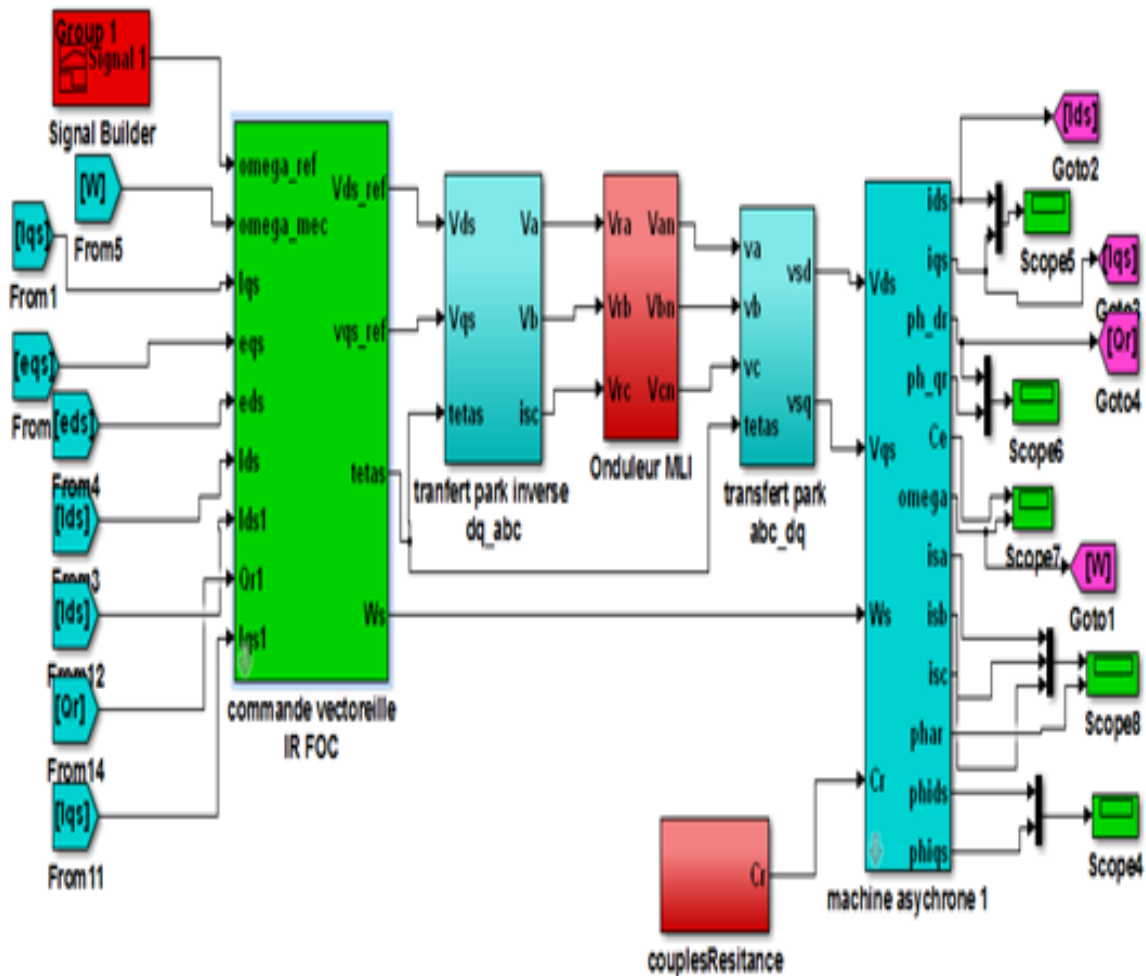 Group 1
Signal 1
Signal Builder
[W]
From5
[Iqs]
From1
[eqs]
From
[eds]
From4
[Ids]
From3
[Ids]
From12
[Qr]
From14
[Iqs]
From11
omega_ref
omega_mec
Iqs
eqs
eds
Ids
Ids1
Qr1
Iqs1
Vds_ref
vqs_ref
tetas
Ws
commande vectoreille
IR FOC
Vds
Vqs
tetas
Va
Vb
isc
tranfert park inverse
dq_abc
Vra
Vrb
Vrc
Van
Vbn
Vcn
Onduleur MLI
va
vb
vc
tetas
vsd
vsq
transfert park
abc_dq
Cr
couplesResitance
Vds
Vqs
Ws
Cr
ids
iqs
ph_dr
ph_qr
Ce
omega
isa
isb
isc
phar
phids
phiqs
machine asychrone 1
[Ids]
Goto2
Scope5
[Iqs]
Goto3
[Qr]
Goto4
Scope6
Scope7
[W]
Goto1
Scope8
Scope4